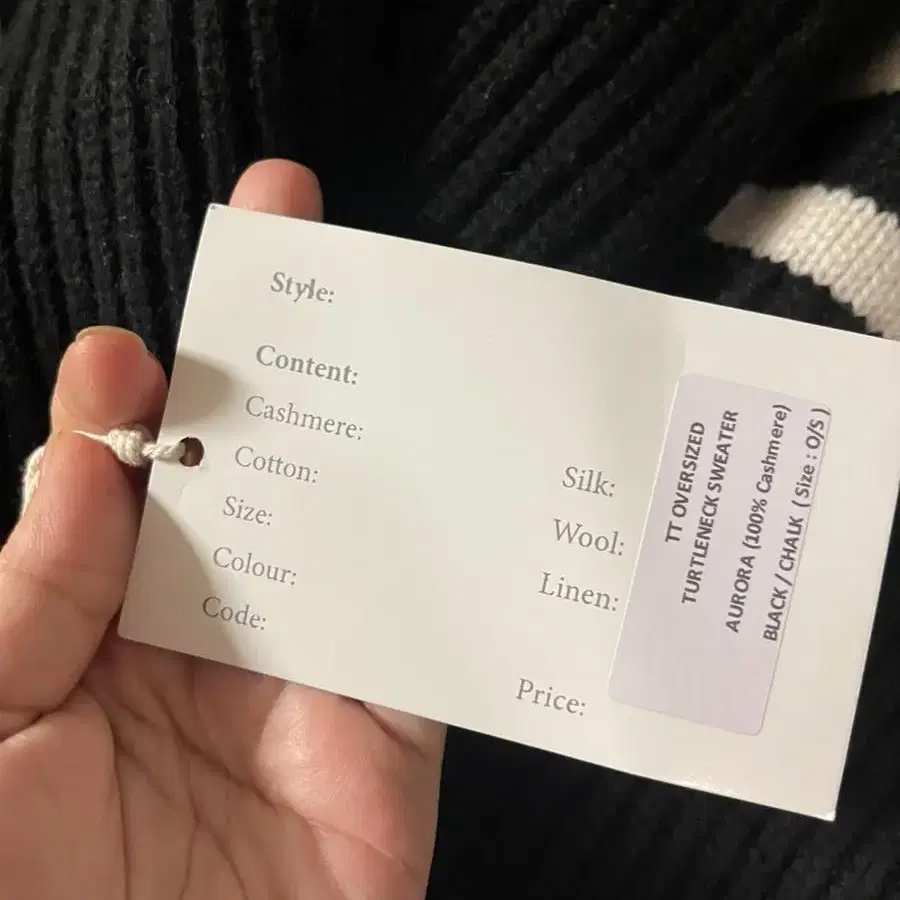 Style:
Content:
Cashmere:
Cotton:
Size:
Colour:
Code:
Silk:
Wool:
Linen:
Price:
TT OVERSIZED
TURTLENECK SWEATER
AURORA (100% Cashmere)
BLACK / CHALK ( Size : O/S )